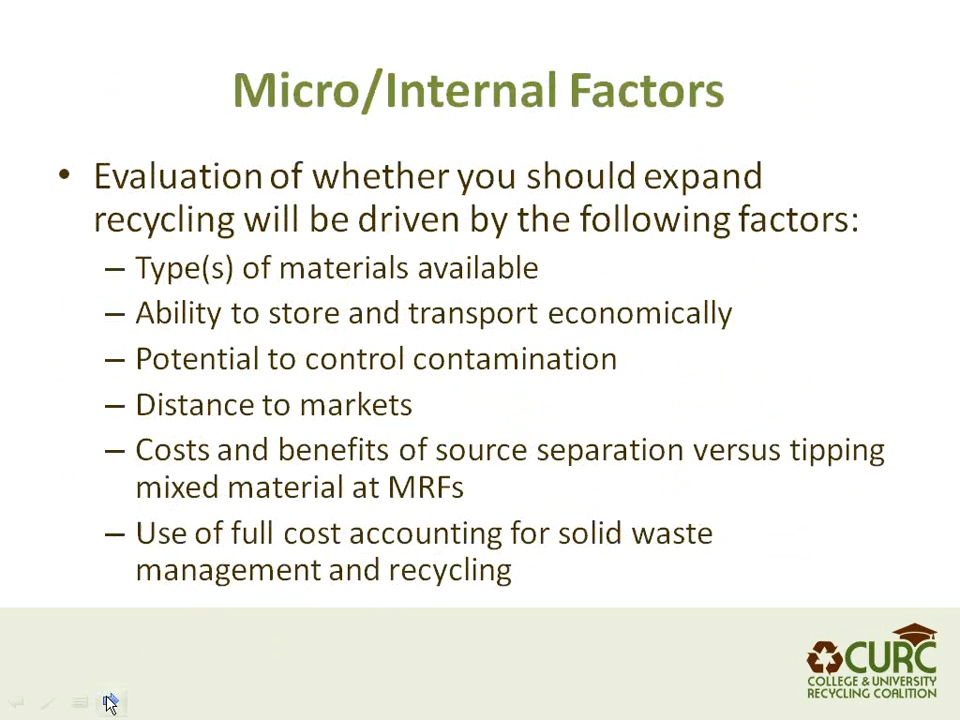 Micro/Internal Factors
• Evaluation of whether you should expand
recycling will be driven by the following factors:
– Type(s) of materials available
– Ability to store and transport economically
– Potential to control contamination
– Distance to markets
– Costs and benefits of source separation versus tipping
mixed material at MRFs
– Use of full cost accounting for solid waste
management and recycling
CURC
COLLEGE & UNIVERSITY
RECYCLING COALITION